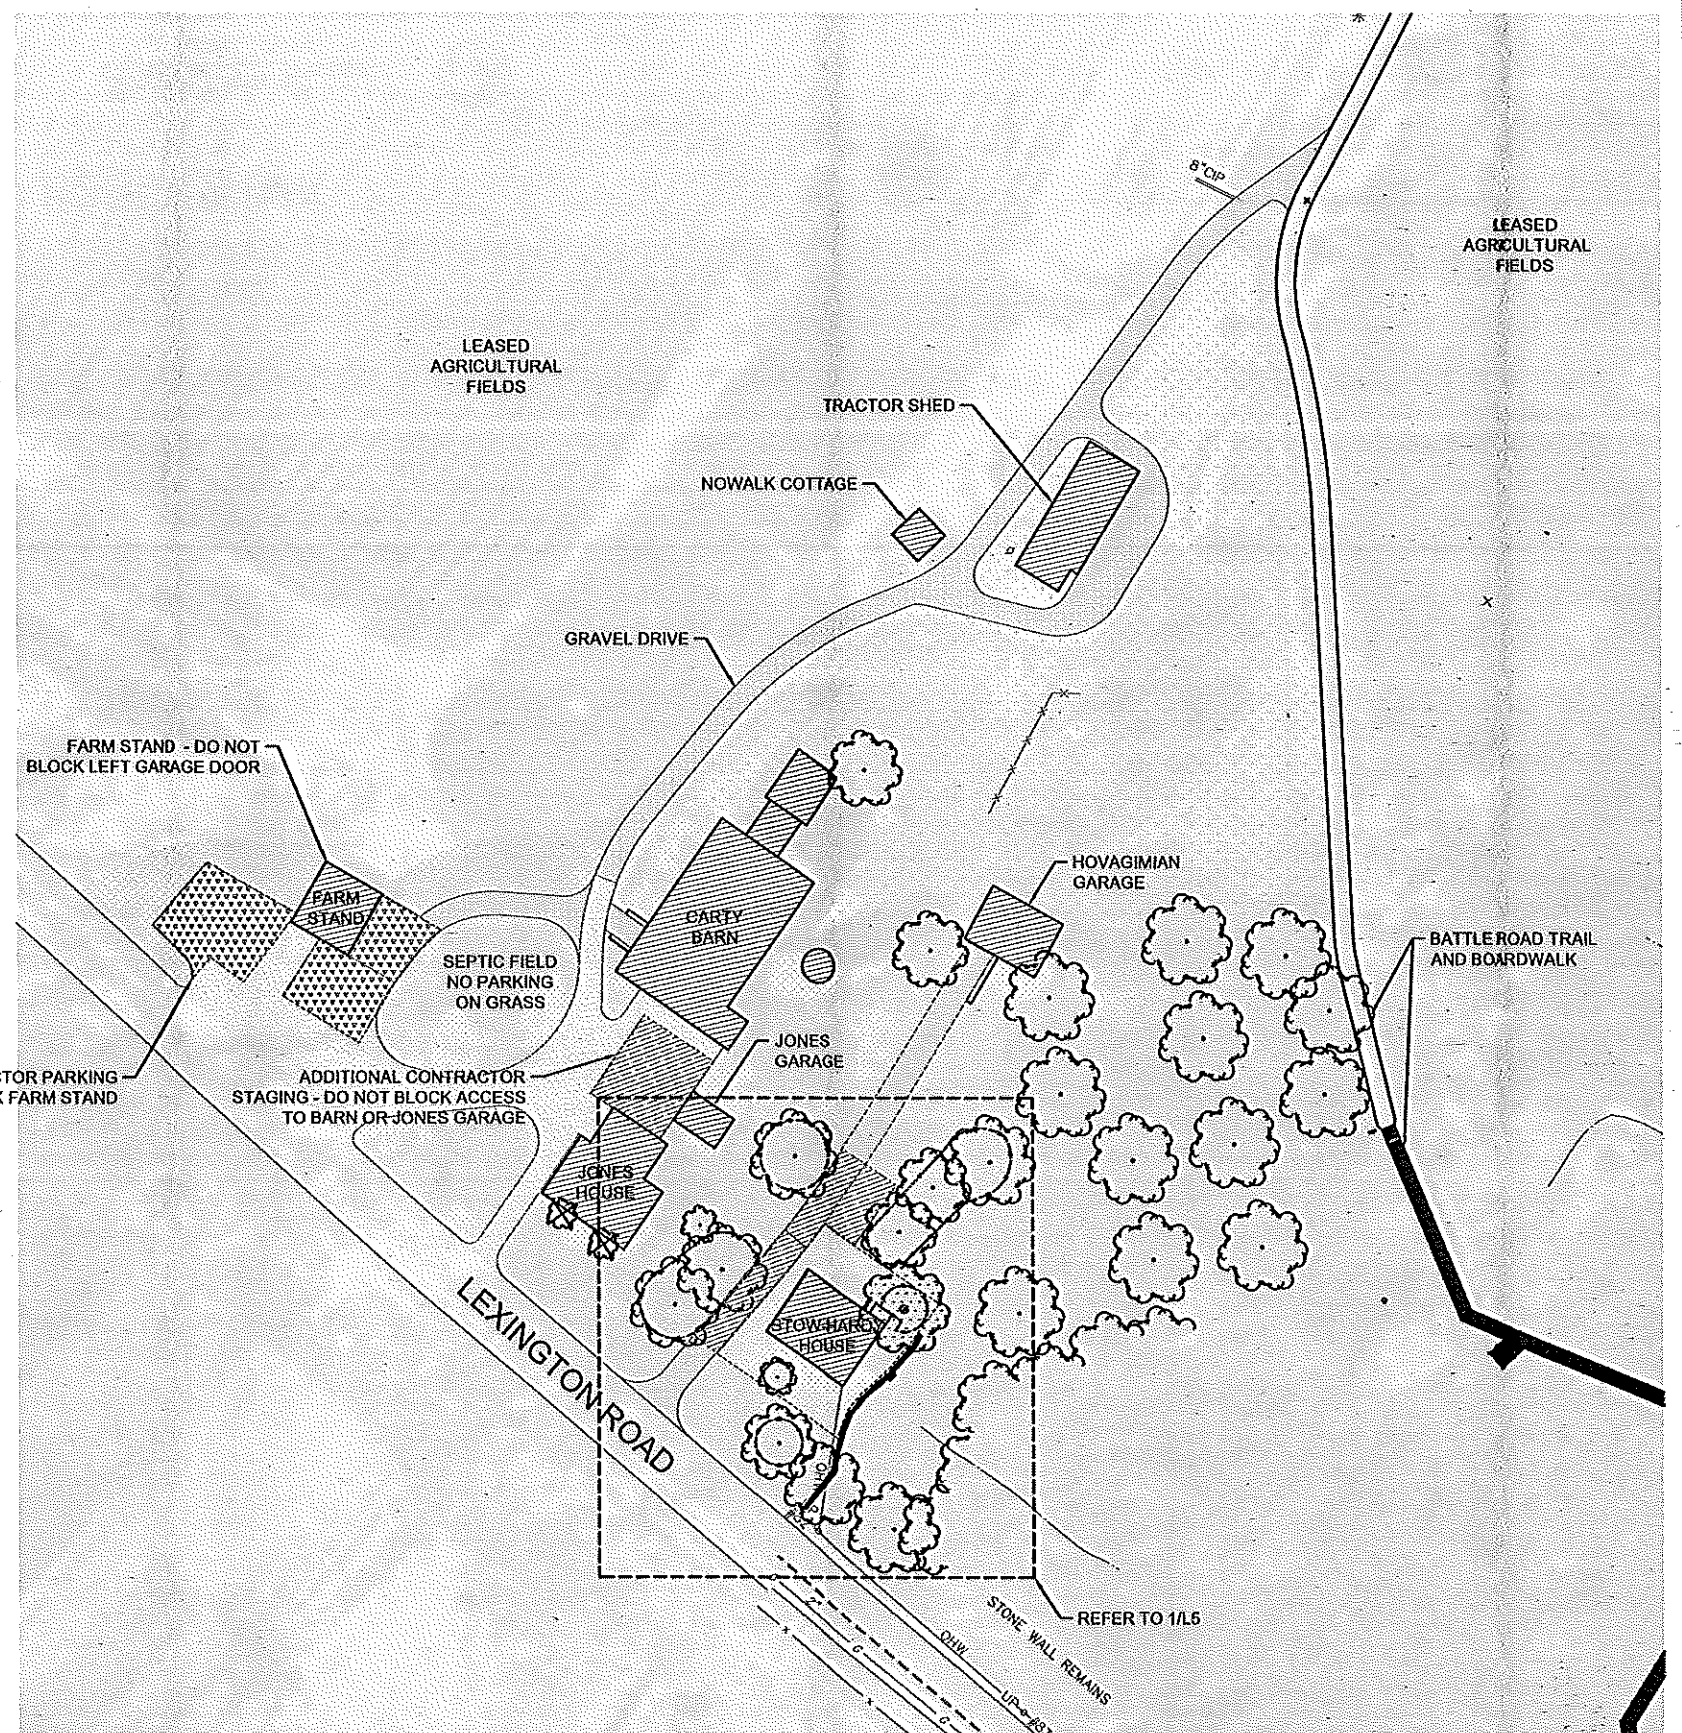 8" CIP
LEASED
AGRICULTURAL
FIELDS
LEASED
AGRICULTURAL
FIELDS
TRACTOR SHED
NOWALK COTTAGE
GRAVEL DRIVE
FARM STAND - DO NOT
BLOCK LEFT GARAGE DOOR
FARM
STAND
CARTY
BARN
HOVAGIMIAN
GARAGE
BATTLE ROAD TRAIL
AND BOARDWALK
SEPTIC FIELD
NO PARKING
ON GRASS
JONES
GARAGE
TOR PARKING
FARM STAND
ADDITIONAL CONTRACTOR
STAGING - DO NOT BLOCK ACCESS
TO BARN OR JONES GARAGE
JONES
HOUSE
STOW-HARDY
HOUSE
LEXINGTON ROAD
REFER TO 1/L5
STONE WALL REMAINS
OHW
UP
G
G